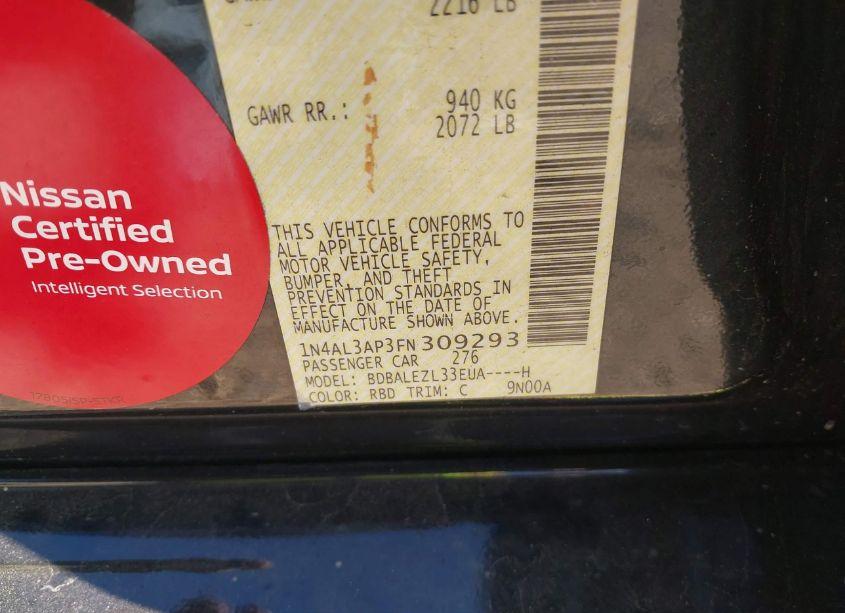 2216 LB
GAWR RR.: 940 KG
2072 LB
Nissan
Certified
Pre-Owned
Intelligent Selection
THIS VEHICLE CONFORMS TO
ALL APPLICABLE FEDERAL
MOTOR VEHICLE SAFETY,
BUMPER, AND THEFT
PREVENTION STANDARDS IN
EFFECT ON THE DATE OF
MANUFACTURE SHOWN ABOVE.
1N4AL3AP3FN 309293
PASSENGER CAR 276
MODEL: BDBALEZL33EUA----H
COLOR: RBD TRIM: C 9N00A